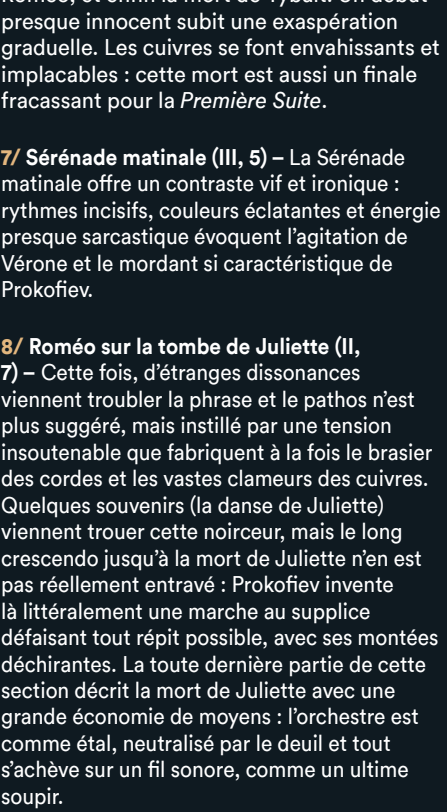 Roméo, et enfin la mort de Tybalt. Un début
presque innocent subit une exaspération
graduelle. Les cuivres se font envahissants et
implacables : cette mort est aussi un finale
fracassant pour la Première Suite.
7/ Sérénade matinale (III, 5) – La Sérénade
matinale offre un contraste vif et ironique :
rythmes incisifs, couleurs éclatantes et énergie
presque sarcastique évoquent l’agitation de
Vérone et le mordant si caractéristique de
Prokofiev.
8/ Roméo sur la tombe de Juliette (II,
7) – Cette fois, d’étranges dissonances
viennent troubler la phrase et le pathos n’est
plus suggéré, mais instillé par une tension
insoutenable que fabriquent à la fois le brasier
des cordes et les vastes clameurs des cuivres.
Quelques souvenirs (la danse de Juliette)
viennent trouer cette noirceur, mais le long
crescendo jusqu’à la mort de Juliette n’en est
pas réellement entravé : Prokofiev invente
là littéralement une marche au supplice
défaisant tout répit possible, avec ses montées
déchirantes. La toute dernière partie de cette
section décrit la mort de Juliette avec une
grande économie de moyens : l’orchestre est
comme étal, neutralisé par le deuil et tout
s’achève sur un fil sonore, comme un ultime
soupir.